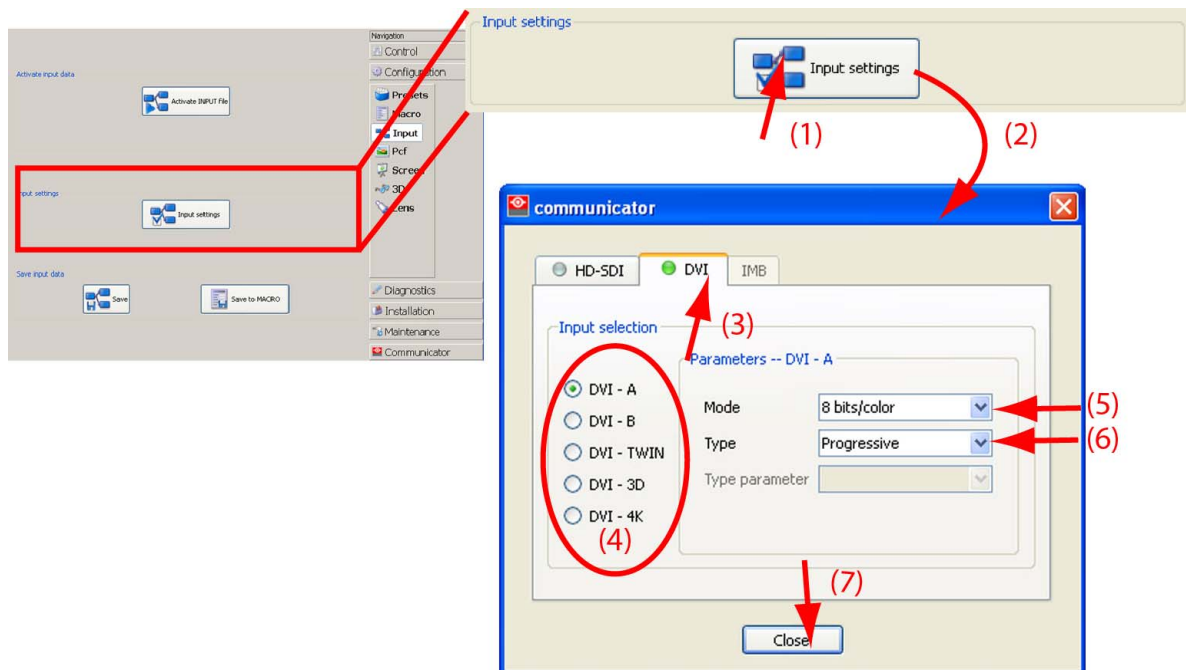 Activate input data
Activate INPUT file
Input settings
Input settings
Save input data
Save
Save to MACRO
Navigation
Control
Configuration
Presets
Macro
Input
Pcf
Screen
3D
Lens
Diagnostics
Installation
Maintenance
Communicator
Input settings
Input settings
(1)
(2)
communicator
HD-SDI
DVI
IMB
(3)
Input selection
DVI - A
DVI - B
DVI - TWIN
DVI - 3D
DVI - 4K
(4)
Parameters -- DVI - A
Mode 8 bits/color
(5)
Type Progressive
(6)
Type parameter
(7)
Close